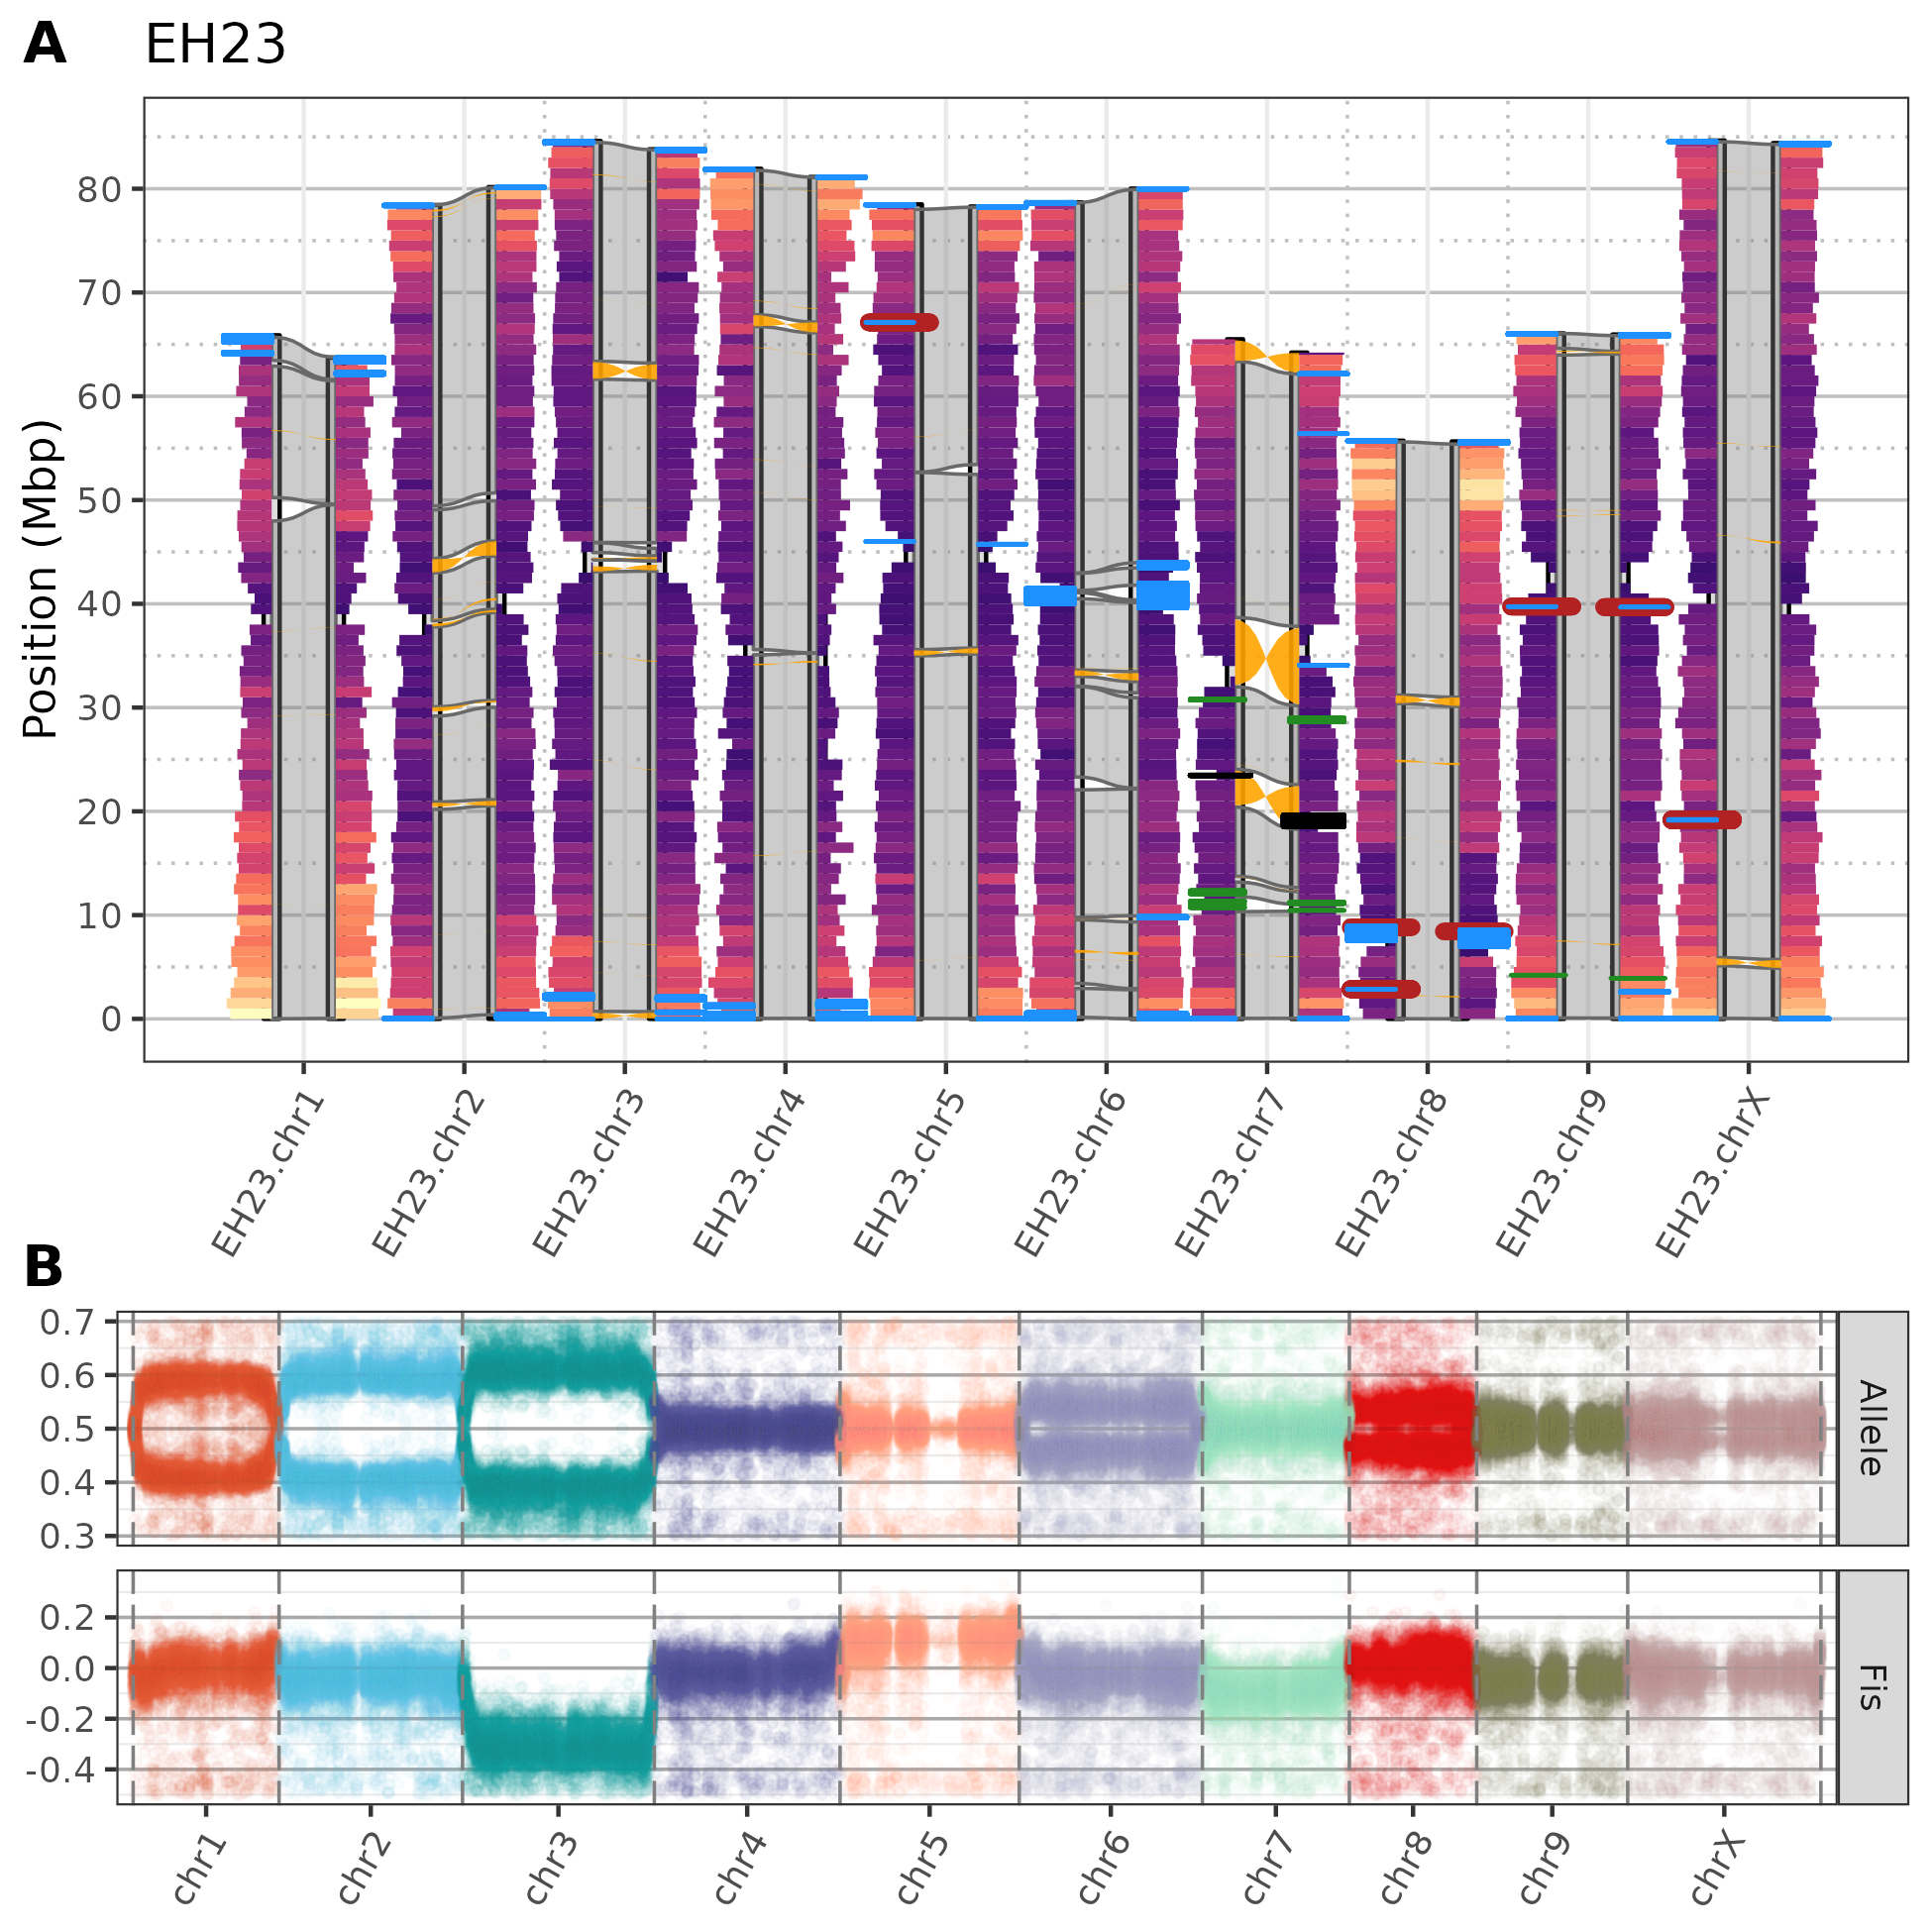 A EH23
Position (Mbp)
80
70
60
50
40
30
20
10
0
EH23.chr1 EH23.chr2 EH23.chr3 EH23.chr4 EH23.chr5 EH23.chr6 EH23.chr7 EH23.chr8 EH23.chr9 EH23.chrX
B
0.7
0.6
0.5
0.4
0.3
Allele
0.2
0.0
-0.2
-0.4
Fis
chr1 chr2 chr3 chr4 chr5 chr6 chr7 chr8 chr9 chrX